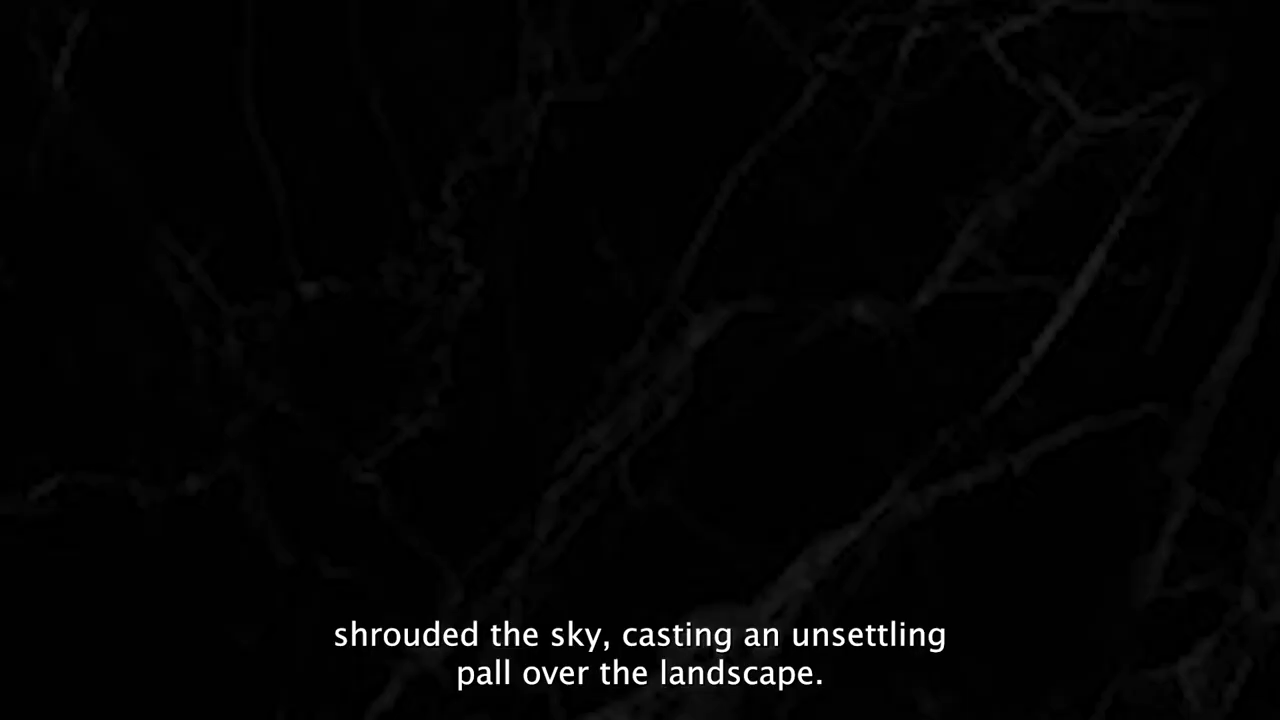 shrouded the sky, casting an unsettling
pall over the landscape.